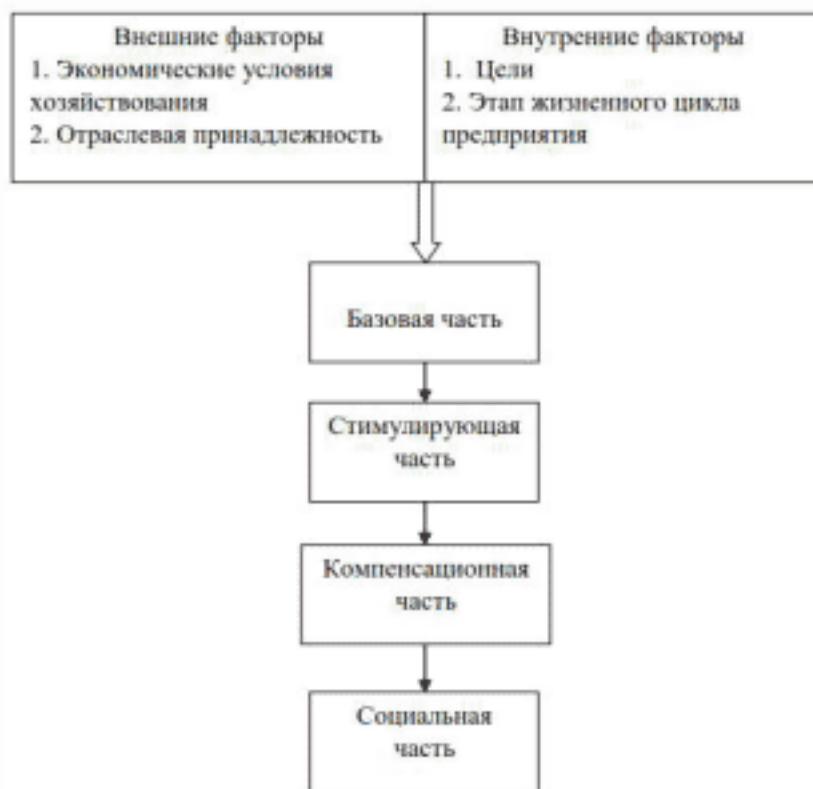 Внешние факторы
1. Экономические условия
хозяйствования
2. Отраслевая принадлежность
Внутренние факторы
1. Цели
2. Этап жизненного цикла
предприятия
Базовая часть
Стимулирующая
часть
Компенсационная
часть
Социальная
часть